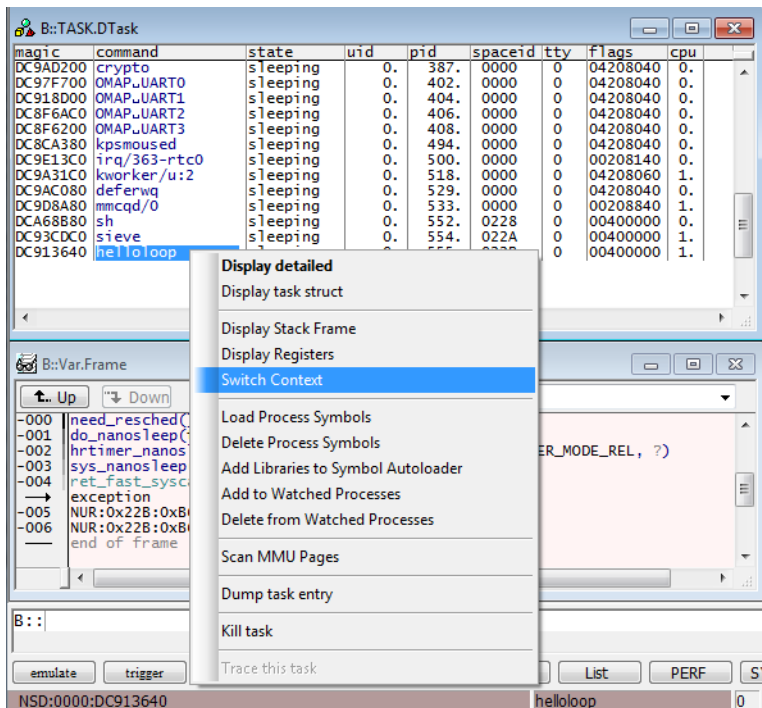 B::TASK.DTask
magic command state uid pid spaceid tty flags cpu
DC9AD200 crypto sleeping 0. 387. 0000 0 04208040 0.
DC97F700 OMAP␣UART0 sleeping 0. 402. 0000 0 04208040 0.
DC918D00 OMAP␣UART1 sleeping 0. 404. 0000 0 04208040 0.
DC8F6AC0 OMAP␣UART2 sleeping 0. 406. 0000 0 04208040 0.
DC8F6200 OMAP␣UART3 sleeping 0. 408. 0000 0 04208040 0.
DC8CA380 kpsmoused sleeping 0. 494. 0000 0 04208040 0.
DC9E13C0 irq/363-rtc0 sleeping 0. 500. 0000 0 00208140 0.
DC9A31C0 kworker/u:2 sleeping 0. 518. 0000 0 04208060 1.
DC9AC080 deferwq sleeping 0. 529. 0000 0 04208040 0.
DC9D8A80 mmcqd/0 sleeping 0. 533. 0000 0 00208840 1.
DCA68B80 sh sleeping 0. 552. 0228 0 00400000 0.
DC93CDC0 sieve sleeping 0. 554. 022A 0 00400000 1.
DC913640 helloloop 0 00400000 1.
Display detailed
Display task struct
Display Stack Frame
Display Registers
Switch Context
Load Process Symbols
Delete Process Symbols
Add Libraries to Symbol Autoloader
Add to Watched Processes
Delete from Watched Processes
Scan MMU Pages
Dump task entry
Kill task
Trace this task
B::Var.Frame
Up Down
-000 need_resched(
-001 do_nanosleep(
-002 hrtimer_nanos ER_MODE_REL, ?)
-003 sys_nanosleep
-004 ret_fast_sysca
exception
-005 NUR:0x22B:0xB
-006 NUR:0x22B:0xB
end of frame
B::
emulate trigger List PERF
NSD:0000:DC913640 helloloop 0